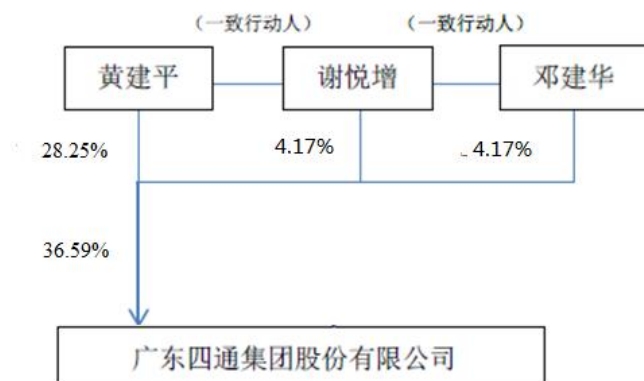 （一致行动人） （一致行动人）
黄建平 谢悦增 邓建华
28.25% 4.17% 4.17%
36.59%
广东四通集团股份有限公司